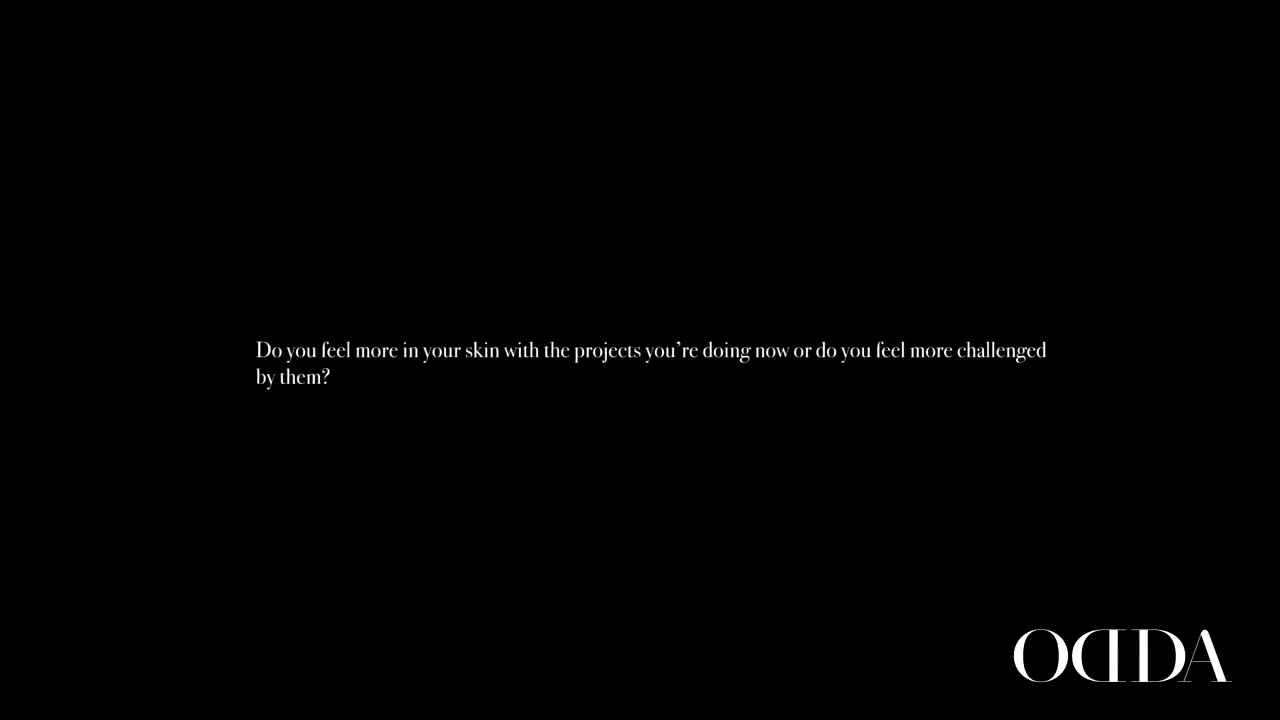 Do you feel more in your skin with the projects you’re doing now or do you feel more challenged
by them?
ODDA